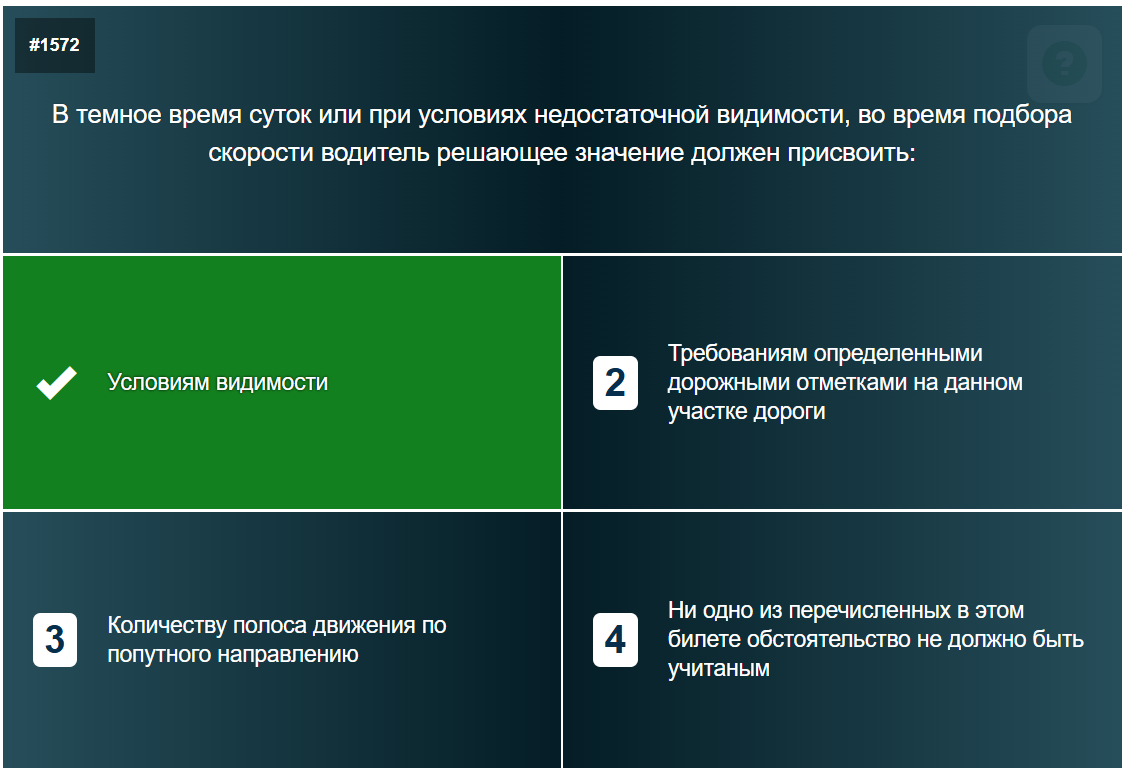 #1572
?
В темное время суток или при условиях недостаточной видимости, во время подбора
скорости водитель решающее значение должен присвоить:
Условиям видимости
2
Требованиям определенными
дорожными отметками на данном
участке дороги
3
Количеству полоса движения по
попутного направлению
4
Ни одно из перечисленных в этом
билете обстоятельство не должно быть
учитаным